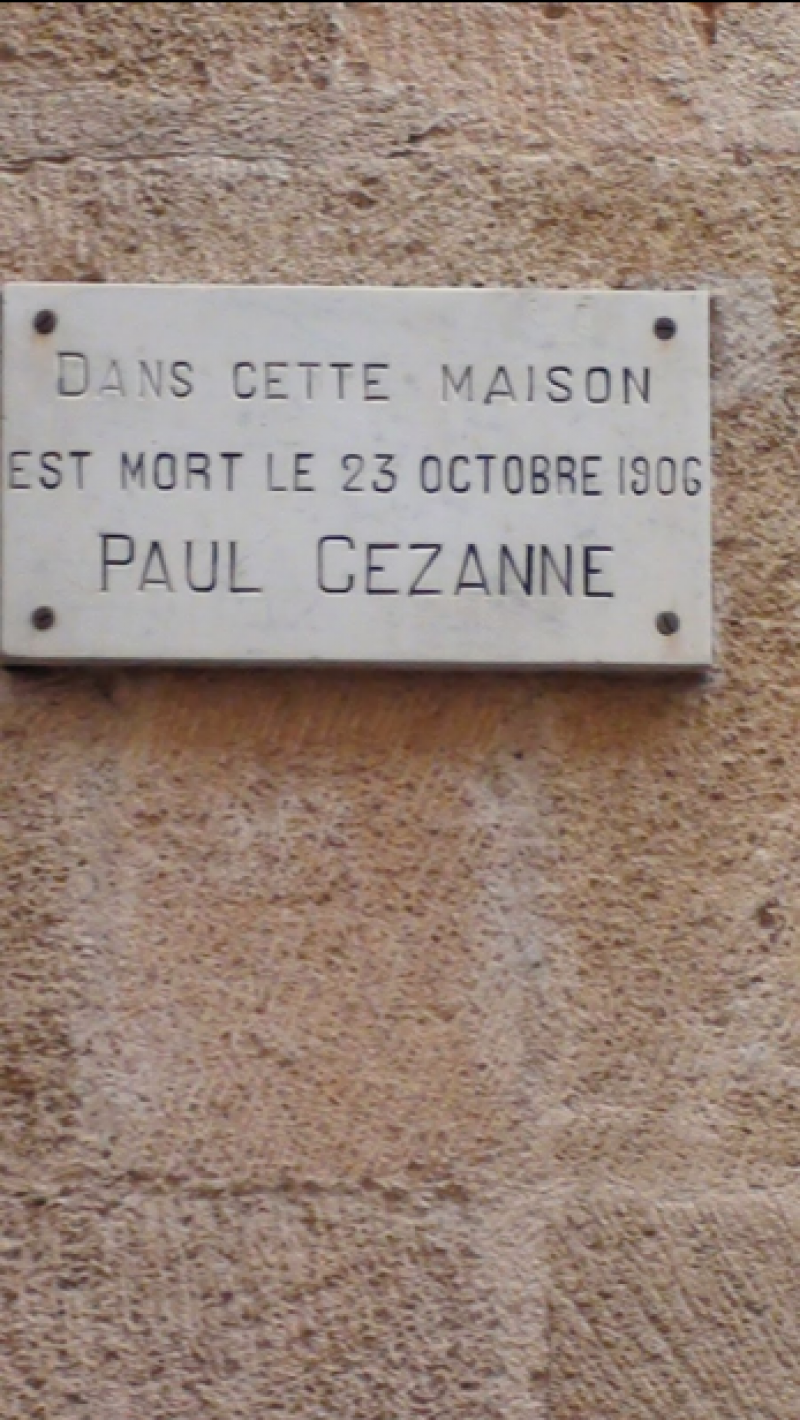 DANS CETTE MAISON
EST MORT LE 23 OCTOBRE 1906
PAUL CEZANNE